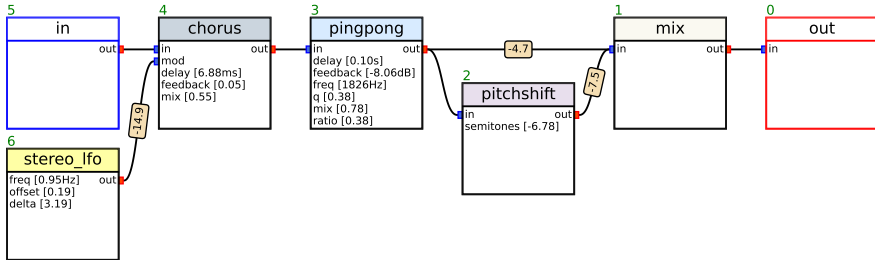 5
in
out
4
chorus
in
out
mod
delay [6.88ms]
feedback [0.05]
mix [0.55]
3
pingpong
in
out
delay [0.10s]
feedback [-8.06dB]
freq [1826Hz]
q [0.38]
mix [0.78]
ratio [0.38]
-4.7
1
mix
in
out
0
out
in
2
pitchshift
in
out
semitones [-6.78]
-7.5
-14.9
6
stereo_lfo
freq [0.95Hz]
out
offset [0.19]
delta [3.19]